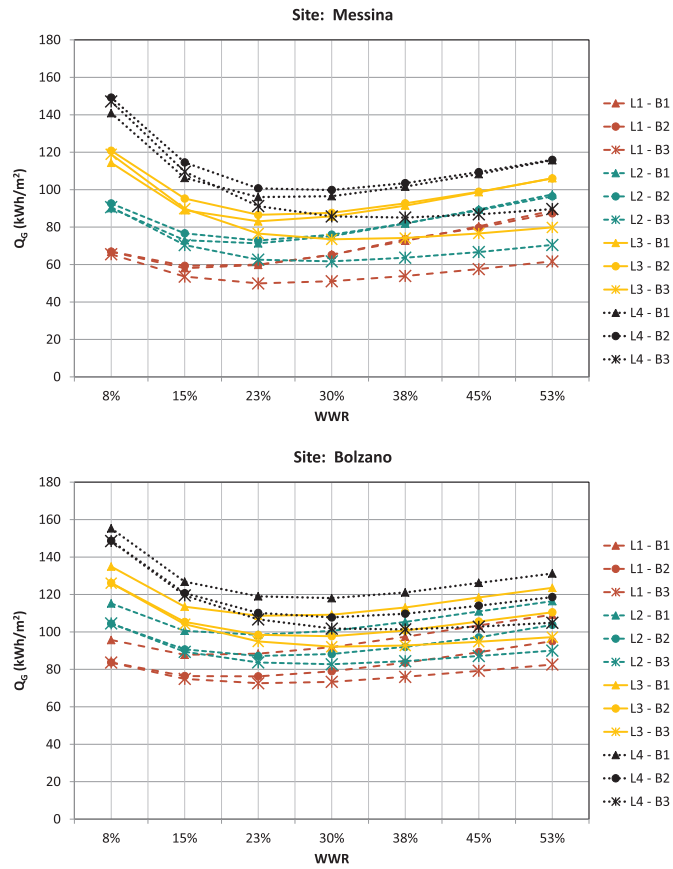 Site: Messina
180
160
140
120
100
80
60
40
20
0
Q_G (kWh/m²)
8% 15% 23% 30% 38% 45% 53%
WWR
L1 - B1
L1 - B2
L1 - B3
L2 - B1
L2 - B2
L2 - B3
L3 - B1
L3 - B2
L3 - B3
L4 - B1
L4 - B2
L4 - B3
Site: Bolzano
180
160
140
120
100
80
60
40
20
0
Q_G (kWh/m²)
8% 15% 23% 30% 38% 45% 53%
WWR
L1 - B1
L1 - B2
L1 - B3
L2 - B1
L2 - B2
L2 - B3
L3 - B1
L3 - B2
L3 - B3
L4 - B1
L4 - B2
L4 - B3